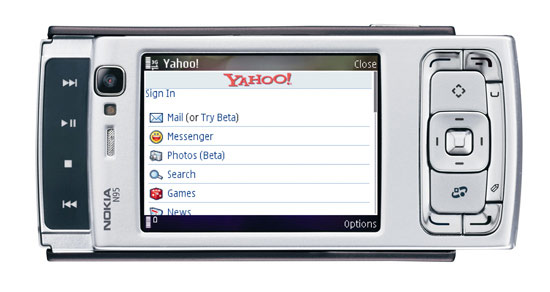 Yahoo!
Close
YAHOO!
Sign In
Mail (or Try Beta)
Messenger
Photos (Beta)
Search
Games
News
Options
NOKIA
N95